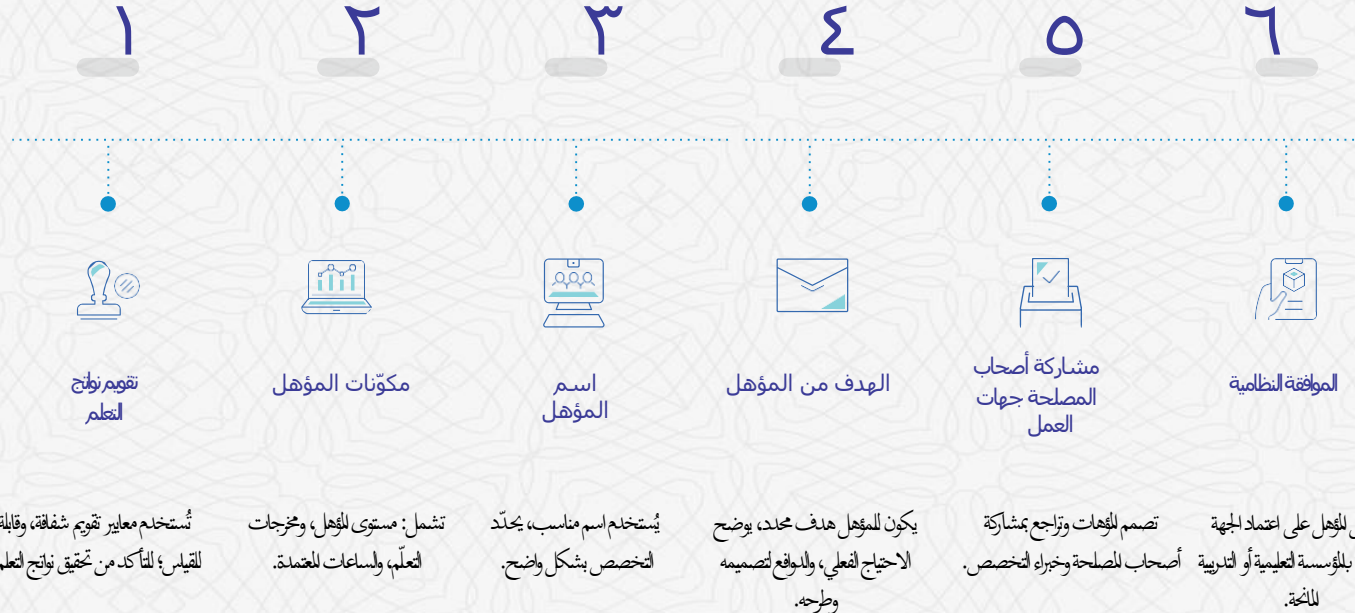 ١
٢
٣
٤
٥
٦
تقويم نواتج
التعلم
مكوّنات المؤهل
اسم
المؤهل
الهدف من المؤهل
مشاركة أصحاب
المصلحة جهات
العمل
الموافقة النظامية
تُستخدم معايير تقويم شفافة، وقابلة
للقياس؛ للتأكد من تحقيق نواتج التعلم
تشمل: مستوى المؤهل، ومخرجات
التعلّم، والساعات المعتمدة.
يُستخدم اسم مناسب، يحدّد
التخصص بشكل واضح.
يكون للمؤهل هدف محدد، يوضح
الاحتياج الفعلي، والدوافع لتصميمه
وطرحه.
تصمم المؤهات وتراجع بمشاركة
أصحاب المصلحة وخبراء التخصص.
المؤهل على اعتماد الجهة
بالمؤسسة التعليمية أو التدريبية
المانحة.